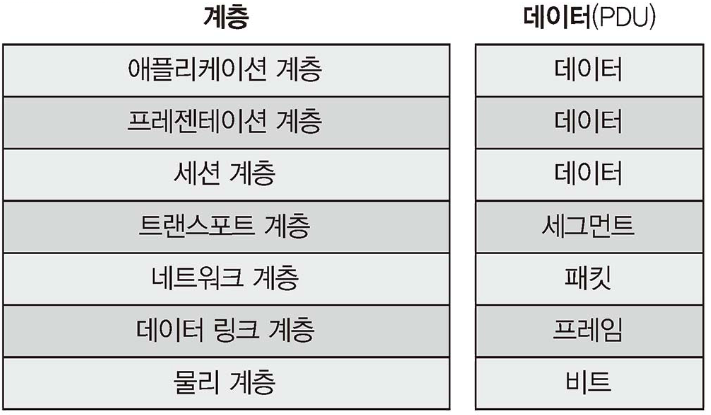 계층 데이터(PDU)
애플리케이션 계층 데이터
프레젠테이션 계층 데이터
세션 계층 데이터
트랜스포트 계층 세그먼트
네트워크 계층 패킷
데이터 링크 계층 프레임
물리 계층 비트